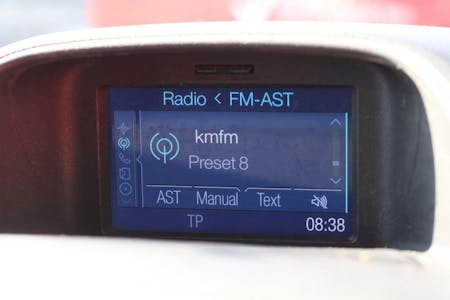 Radio < FM-AST
kmfm
Preset 8
AST Manual Text
TP 08:38